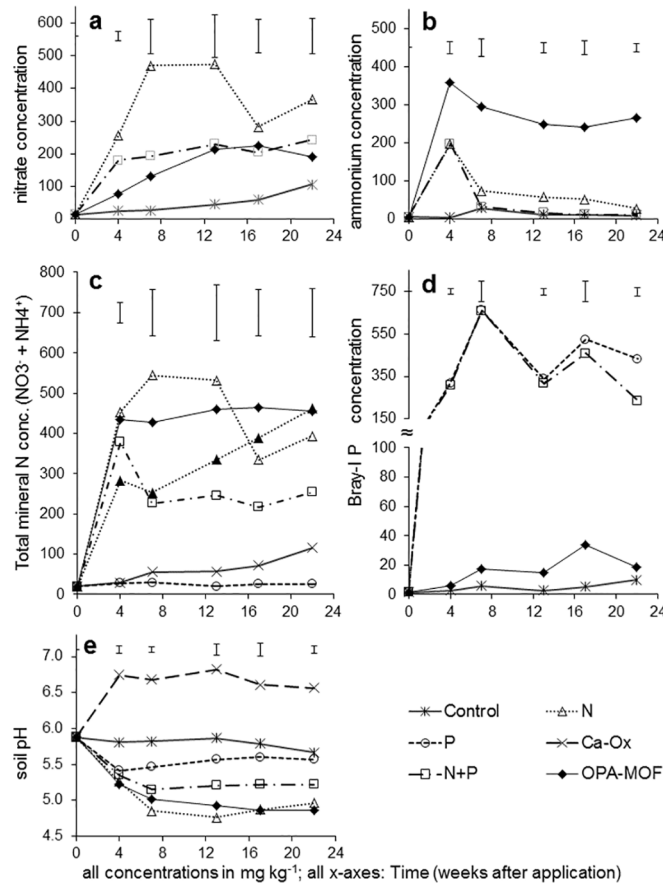 a
b
nitrate concentration
600
500
400
300
200
100
0
0 4 8 12 16 20 24
ammonium concentration
500
400
300
200
100
0
0 4 8 12 16 20 24
c
d
Total mineral N conc. (NO3⁻ + NH4⁺)
800
700
600
500
400
300
200
100
0
0 4 8 12 16 20 24
Bray-I P concentration
750
550
350
150
≈
100
80
60
40
20
0
0 4 8 12 16 20 24
e
soil pH
7.0
6.5
6.0
5.5
5.0
4.5
0 4 8 12 16 20 24
Control N
P Ca-Ox
-N+P OPA-MOF
all concentrations in mg kg⁻¹; all x-axes: Time (weeks after application)